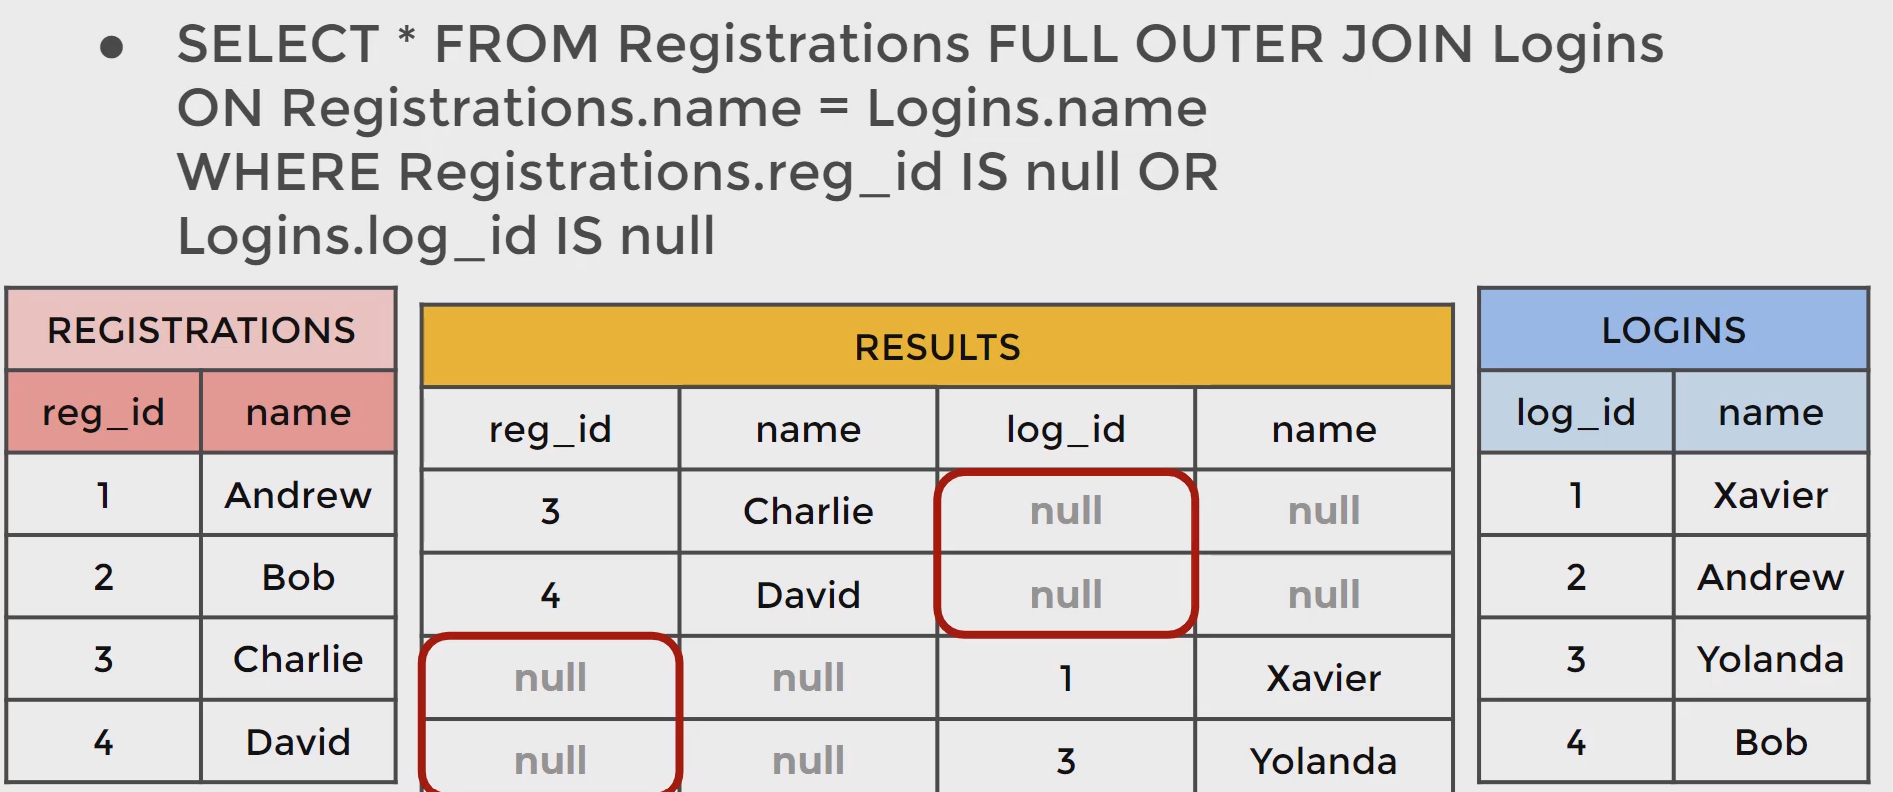 ● SELECT * FROM Registrations FULL OUTER JOIN Logins
ON Registrations.name = Logins.name
WHERE Registrations.reg_id IS null OR
Logins.log_id IS null
REGISTRATIONS
reg_id name
1 Andrew
2 Bob
3 Charlie
4 David
RESULTS
reg_id name log_id name
3 Charlie null null
4 David null null
null null 1 Xavier
null null 3 Yolanda
LOGINS
log_id name
1 Xavier
2 Andrew
3 Yolanda
4 Bob